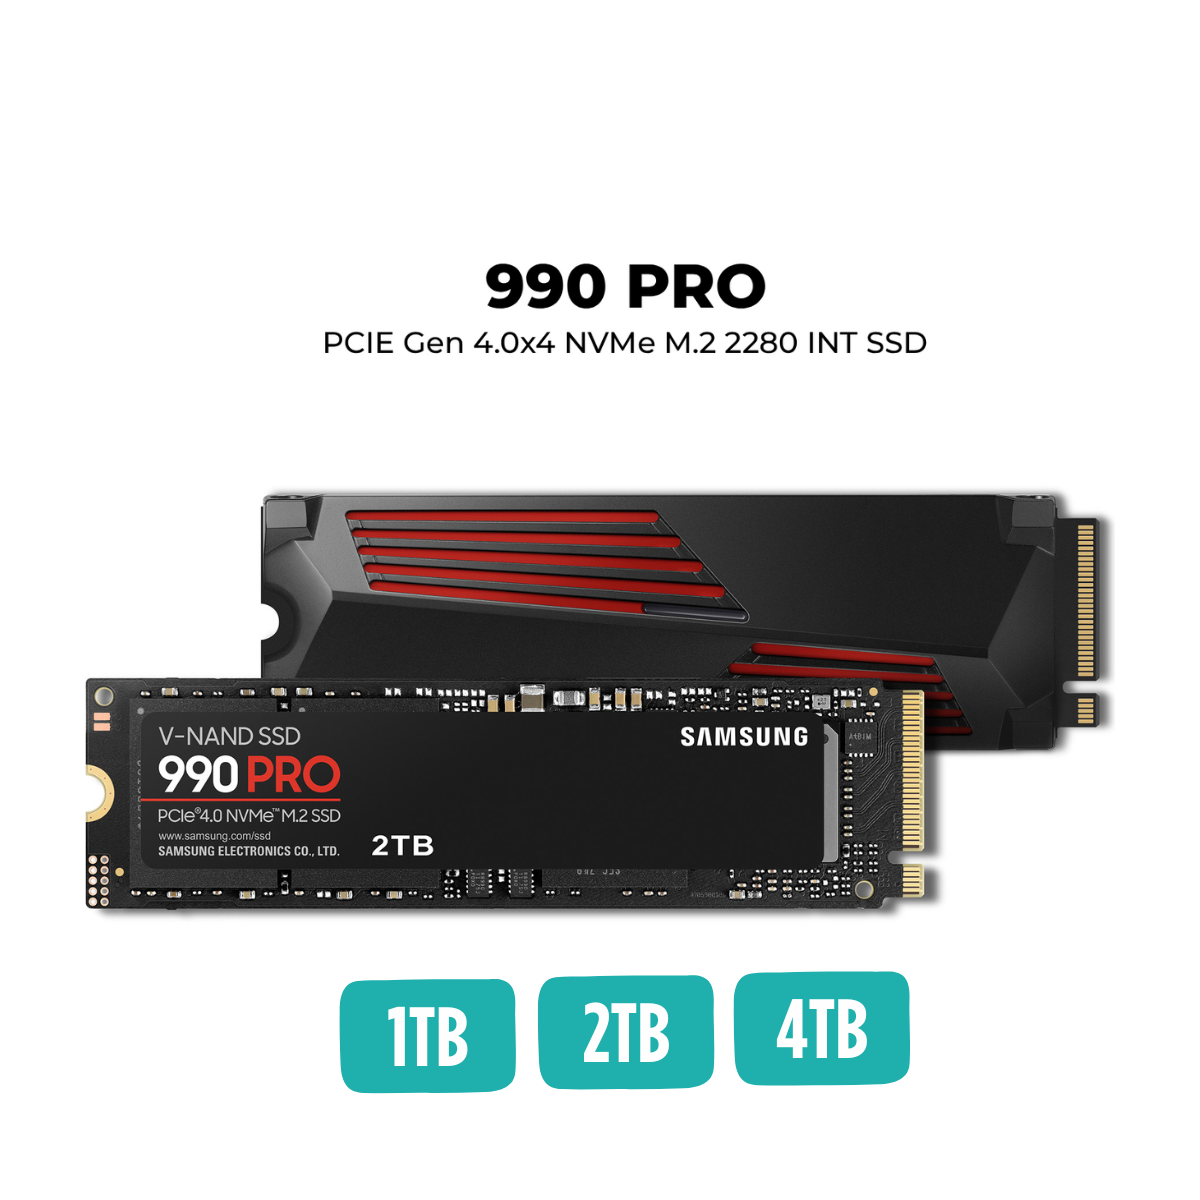 990 PRO
PCIE Gen 4.0x4 NVMe M.2 2280 INT SSD
V-NAND SSD
SAMSUNG
990 PRO
PCIe®4.0 NVMe™ M.2 SSD
www.samsung.com/ssd
SAMSUNG ELECTRONICS CO., LTD.
2TB
1TB
2TB
4TB